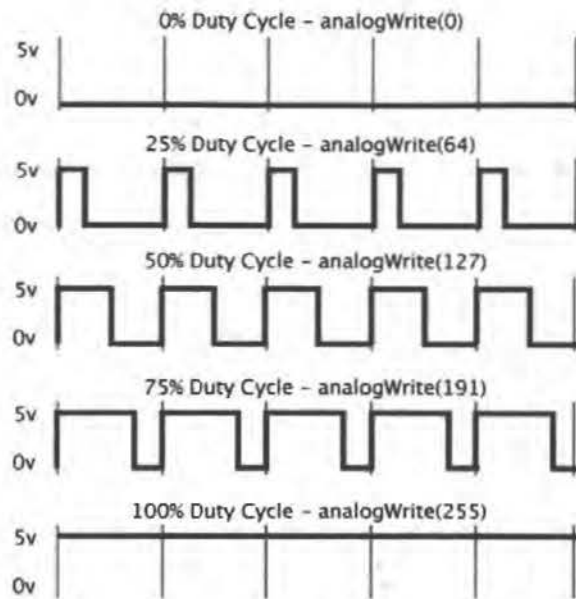 0% Duty Cycle - analogWrite(0)
5v
0v
25% Duty Cycle - analogWrite(64)
5v
0v
50% Duty Cycle - analogWrite(127)
5v
0v
75% Duty Cycle - analogWrite(191)
5v
0v
100% Duty Cycle - analogWrite(255)
5v
0v